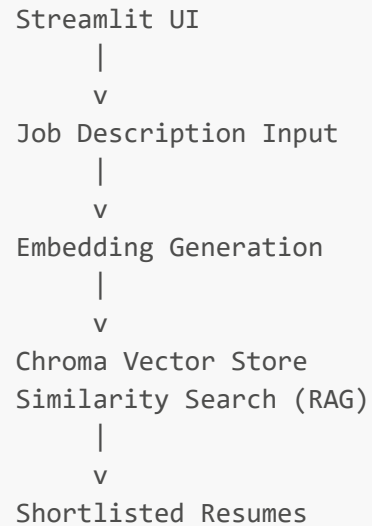 Streamlit UI
|
v
Job Description Input
|
v
Embedding Generation
|
v
Chroma Vector Store
Similarity Search (RAG)
|
v
Shortlisted Resumes